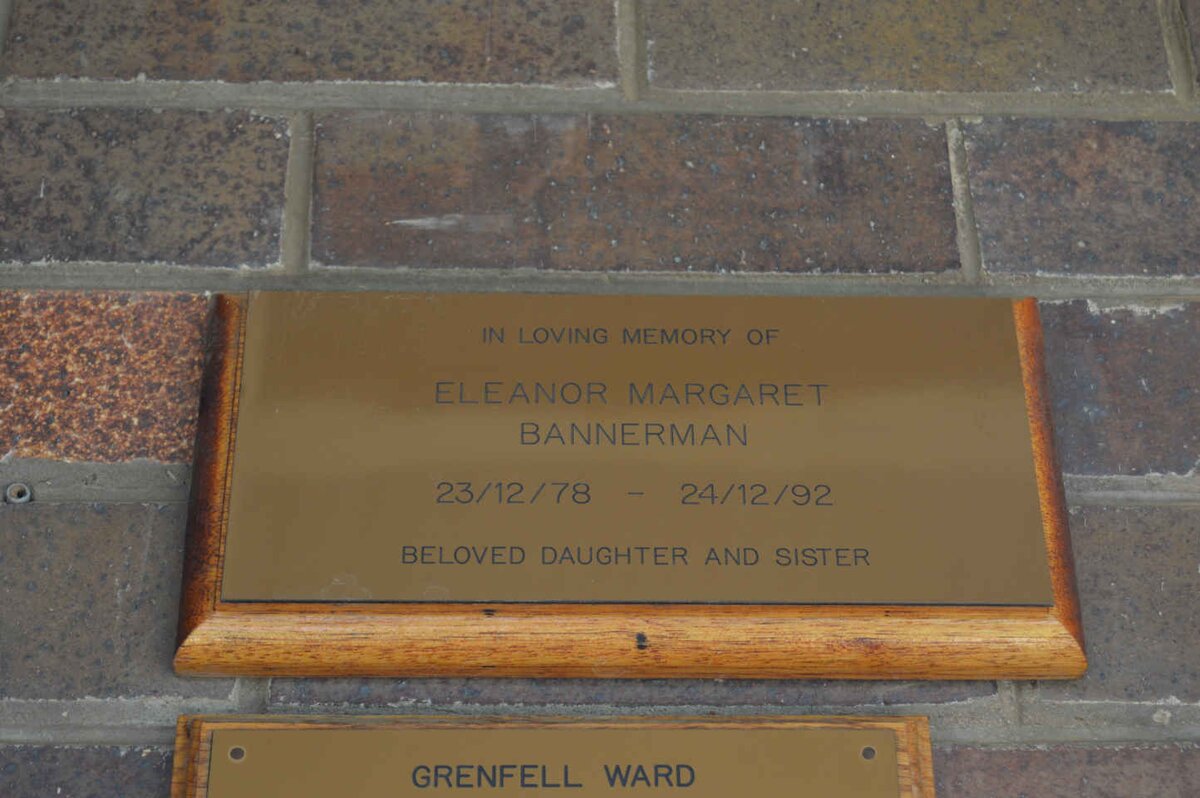 IN LOVING MEMORY OF
ELEANOR MARGARET
BANNERMAN
23/12/78 - 24/12/92
BELOVED DAUGHTER AND SISTER
GRENFELL WARD